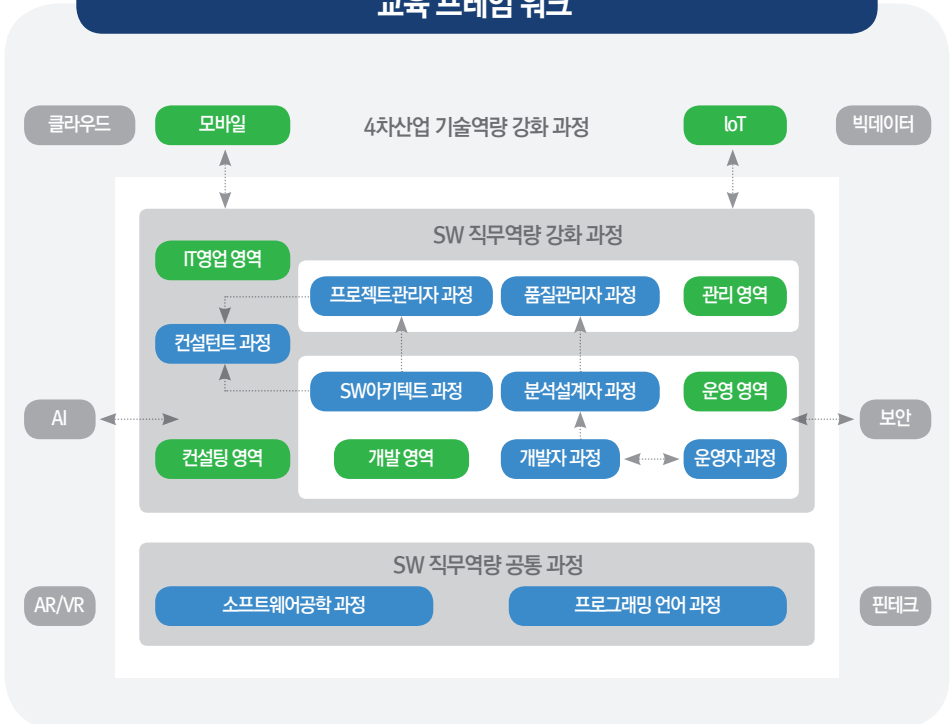 교육 프레임 워크
클라우드
모바일
4차산업 기술역량 강화 과정
IoT
빅데이터
SW 직무역량 강화 과정
IT영업 영역
프로젝트관리자 과정
품질관리자 과정
관리 영역
컨설턴트 과정
SW아키텍트 과정
분석설계자 과정
운영 영역
AI
보안
컨설팅 영역
개발 영역
개발자 과정
운영자 과정
SW 직무역량 공통 과정
AR/VR
소프트웨어공학 과정
프로그래밍 언어 과정
핀테크